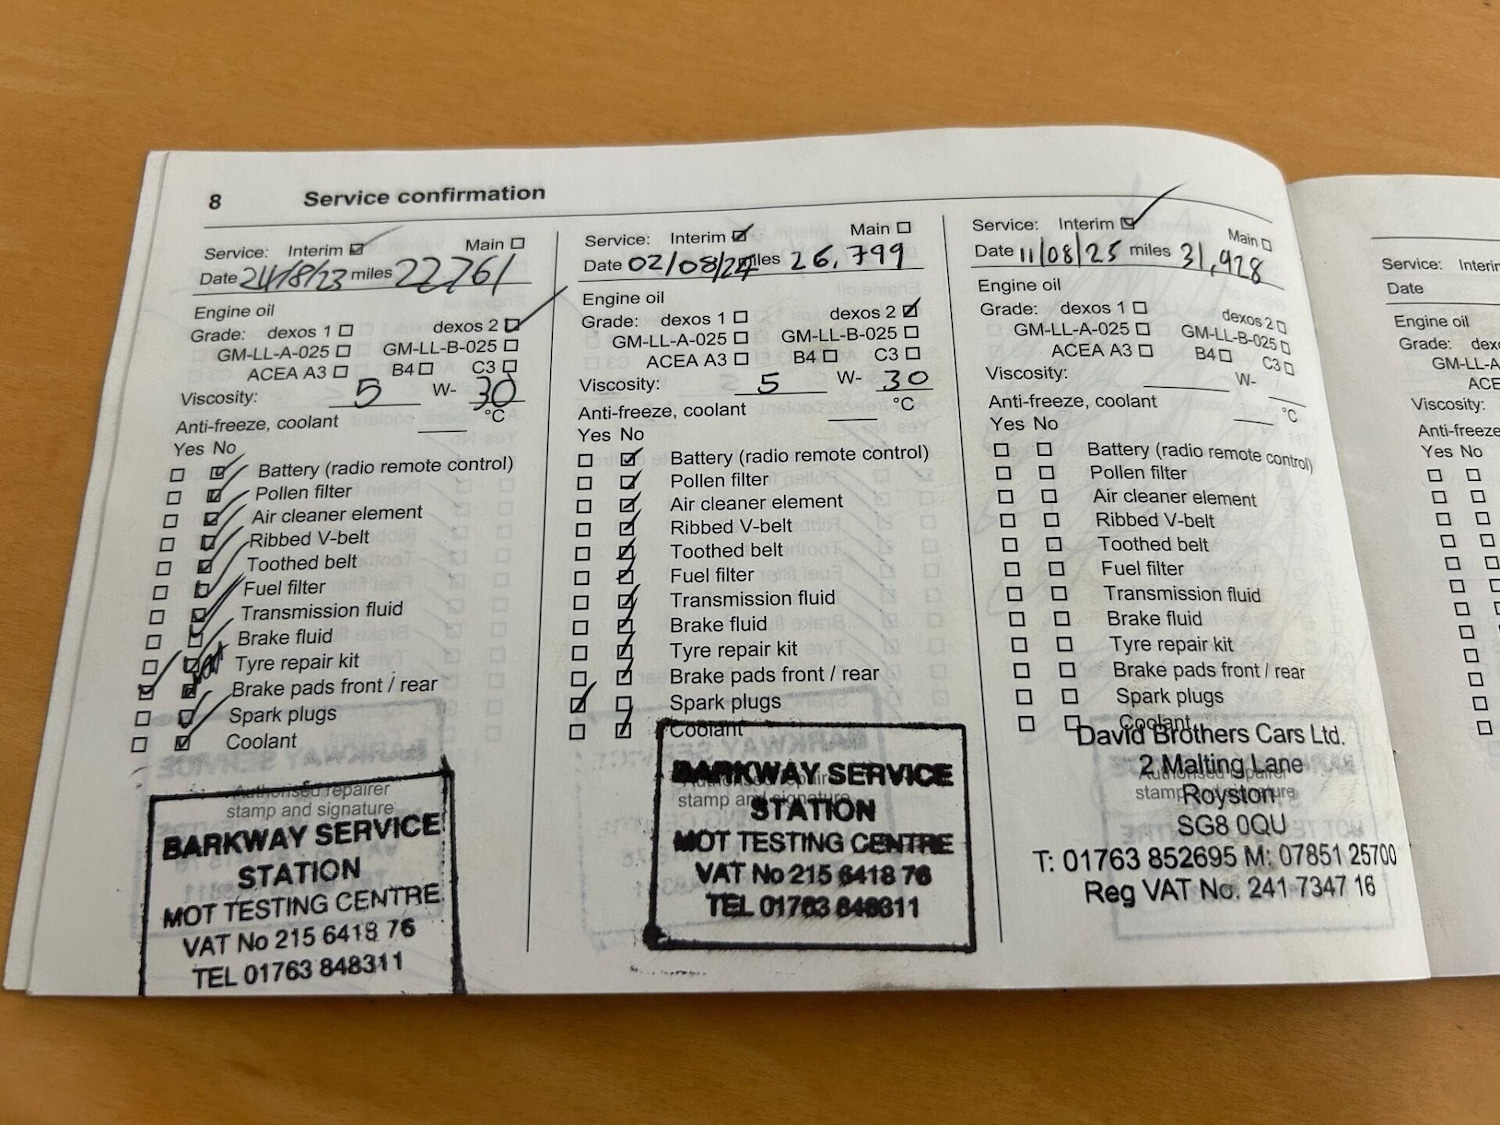 8 Service confirmation
Service: Interim Main
Date 24/8/23 miles 22761
Engine oil
Grade: dexos 1 dexos 2
GM-LL-A-025 GM-LL-B-025
ACEA A3 B4 C3
Viscosity: 5 W- 30
Anti-freeze, coolant °C
Yes No
Battery (radio remote control)
Pollen filter
Air cleaner element
Ribbed V-belt
Toothed belt
Fuel filter
Transmission fluid
Brake fluid
Tyre repair kit
Brake pads front / rear
Spark plugs
Coolant
Authorised repairer
stamp and signature
BARKWAY SERVICE
STATION
MOT TESTING CENTRE
VAT No 215 6418 76
TEL 01763 848311
Service: Interim Main
Date 02/08/24 miles 26,799
Engine oil
Grade: dexos 1 dexos 2
GM-LL-A-025 GM-LL-B-025
ACEA A3 B4 C3
Viscosity: 5 W- 30
Anti-freeze, coolant °C
Yes No
Battery (radio remote control)
Pollen filter
Air cleaner element
Ribbed V-belt
Toothed belt
Fuel filter
Transmission fluid
Brake fluid
Tyre repair kit
Brake pads front / rear
Spark plugs
Coolant
Authorised repairer
stamp and signature
BARKWAY SERVICE
STATION
MOT TESTING CENTRE
VAT No 215 6418 76
TEL 01763 848311
Service: Interim Main
Date 11/08/25 miles 31,928
Engine oil
Grade: dexos 1 dexos 2
GM-LL-A-025 GM-LL-B-025
ACEA A3 B4 C3
Viscosity: W-
Anti-freeze, coolant °C
Yes No
Battery (radio remote control)
Pollen filter
Air cleaner element
Ribbed V-belt
Toothed belt
Fuel filter
Transmission fluid
Brake fluid
Tyre repair kit
Brake pads front / rear
Spark plugs
Coolant
Authorised repairer
stamp and signature
David Brothers Cars Ltd.
2 Malting Lane
Royston
SG8 0QU
T: 01763 852695 M: 07851 25700
Reg VAT No. 241 7347 16
Service:
Date
Engine oil
Grade:
Viscosity:
Yes No